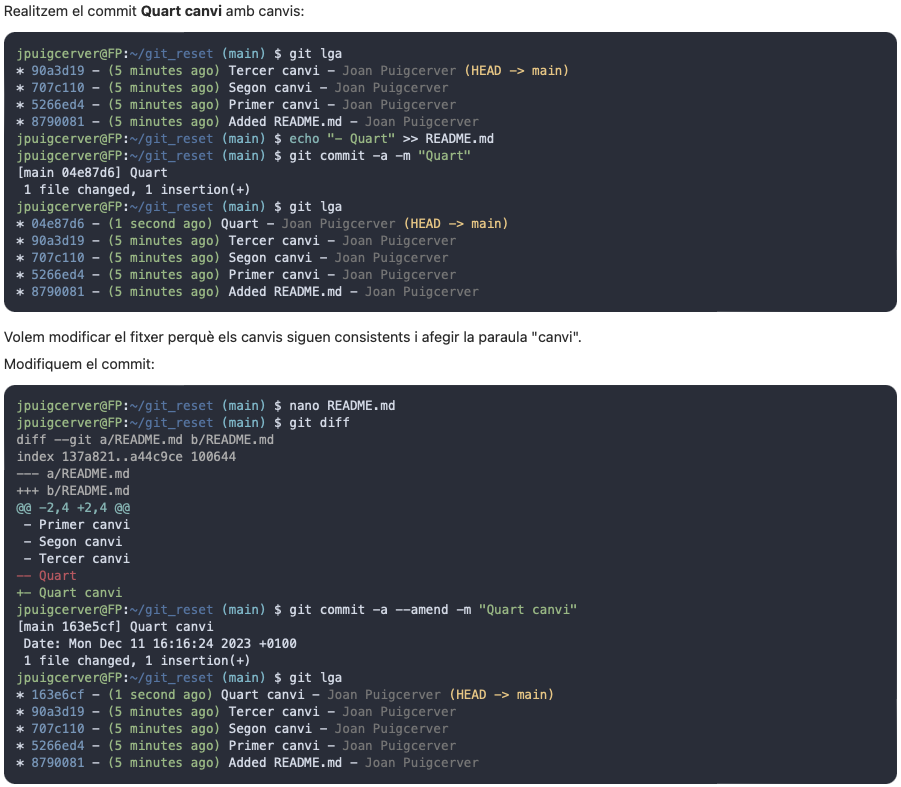 Realitzem el commit Quart canvi amb canvis:
jpuigcerver@FP:~/git_reset (main) $ git lga
* 90a3d19 - (5 minutes ago) Tercer canvi - Joan Puigcerver (HEAD -> main)
* 707c110 - (5 minutes ago) Segon canvi - Joan Puigcerver
* 5266ed4 - (5 minutes ago) Primer canvi - Joan Puigcerver
* 8790081 - (5 minutes ago) Added README.md - Joan Puigcerver
jpuigcerver@FP:~/git_reset (main) $ echo "- Quart" >> README.md
jpuigcerver@FP:~/git_reset (main) $ git commit -a -m "Quart"
[main 04e87d6] Quart
 1 file changed, 1 insertion(+)
jpuigcerver@FP:~/git_reset (main) $ git lga
* 04e87d6 - (1 second ago) Quart - Joan Puigcerver (HEAD -> main)
* 90a3d19 - (5 minutes ago) Tercer canvi - Joan Puigcerver
* 707c110 - (5 minutes ago) Segon canvi - Joan Puigcerver
* 5266ed4 - (5 minutes ago) Primer canvi - Joan Puigcerver
* 8790081 - (5 minutes ago) Added README.md - Joan Puigcerver
Volem modificar el fitxer perquè els canvis siguen consistents i afegir la paraula "canvi".
Modifiquem el commit:
jpuigcerver@FP:~/git_reset (main) $ nano README.md
jpuigcerver@FP:~/git_reset (main) $ git diff
diff --git a/README.md b/README.md
index 137a821..a44c9ce 100644
--- a/README.md
+++ b/README.md
@@ -2,4 +2,4 @@
 - Primer canvi
 - Segon canvi
 - Tercer canvi
-- Quart
+- Quart canvi
jpuigcerver@FP:~/git_reset (main) $ git commit -a --amend -m "Quart canvi"
[main 163e5cf] Quart canvi
 Date: Mon Dec 11 16:16:24 2023 +0100
 1 file changed, 1 insertion(+)
jpuigcerver@FP:~/git_reset (main) $ git lga
* 163e6cf - (1 second ago) Quart canvi - Joan Puigcerver (HEAD -> main)
* 90a3d19 - (5 minutes ago) Tercer canvi - Joan Puigcerver
* 707c110 - (5 minutes ago) Segon canvi - Joan Puigcerver
* 5266ed4 - (5 minutes ago) Primer canvi - Joan Puigcerver
* 8790081 - (5 minutes ago) Added README.md - Joan Puigcerver